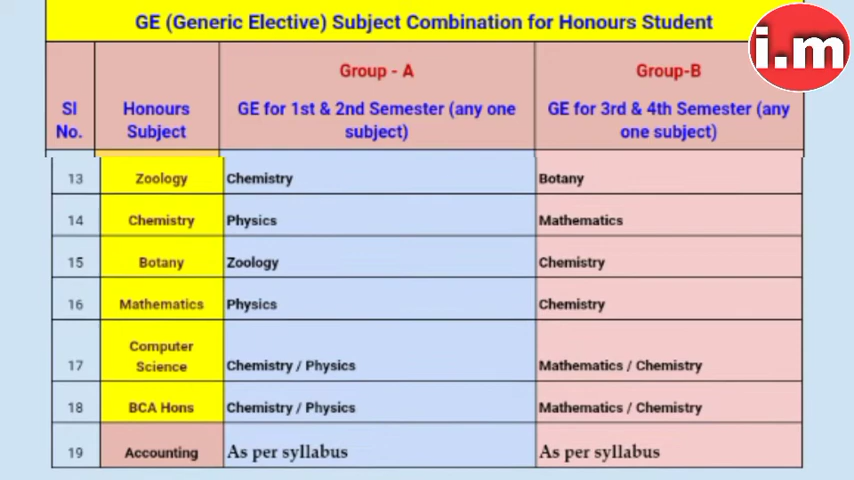 GE (Generic Elective) Subject Combination for Honours Student
i.m
Group - A
Group-B
Sl No.
Honours Subject
GE for 1st & 2nd Semester (any one subject)
GE for 3rd & 4th Semester (any one subject)
13 Zoology Chemistry Botany
14 Chemistry Physics Mathematics
15 Botany Zoology Chemistry
16 Mathematics Physics Chemistry
17 Computer Science Chemistry / Physics Mathematics / Chemistry
18 BCA Hons Chemistry / Physics Mathematics / Chemistry
19 Accounting As per syllabus As per syllabus